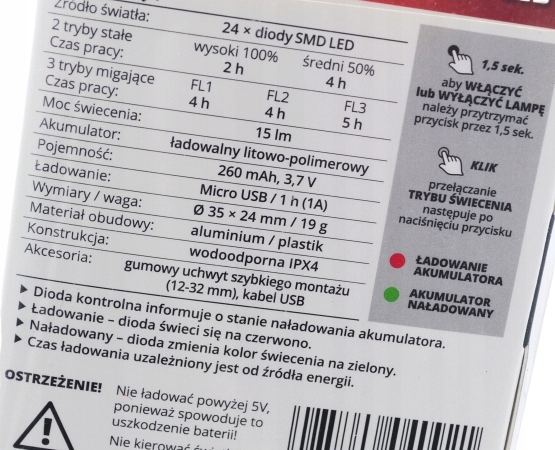 Źródło światła: 24 × diody SMD LED
2 tryby stałe wysoki 100% średni 50%
Czas pracy: 2 h 4 h
3 tryby migające FL1 FL2 FL3
Czas pracy: 4 h 4 h 5 h
Moc świecenia: 15 lm
Akumulator: ładowalny litowo-polimerowy
Pojemność: 260 mAh, 3,7 V
Ładowanie: Micro USB / 1 h (1A)
Wymiary / waga: Ø 35 × 24 mm / 19 g
Materiał obudowy: aluminium / plastik
Konstrukcja: wodoodporna IPX4
Akcesoria: gumowy uchwyt szybkiego montażu
(12-32 mm), kabel USB
1,5 sek.
aby WŁĄCZYĆ
lub WYŁĄCZYĆ LAMPĘ
należy przytrzymać
przycisk przez 1,5 sek.
KLIK
przełączanie
TRYBU ŚWIECENIA
następuje po
naciśnięciu przycisku
ŁADOWANIE
AKUMULATORA
AKUMULATOR
NAŁADOWANY
▶ Dioda kontrolna informuje o stanie naładowania akumulatora.
▶ Ładowanie – dioda świeci się na czerwono.
▶ Naładowany – dioda zmienia kolor świecenia na zielony.
▶ Czas ładowania uzależniony jest od źródła energii.
OSTRZEŻENIE!
Nie ładować powyżej 5V,
ponieważ spowoduje to
uszkodzenie baterii!
Nie kierować